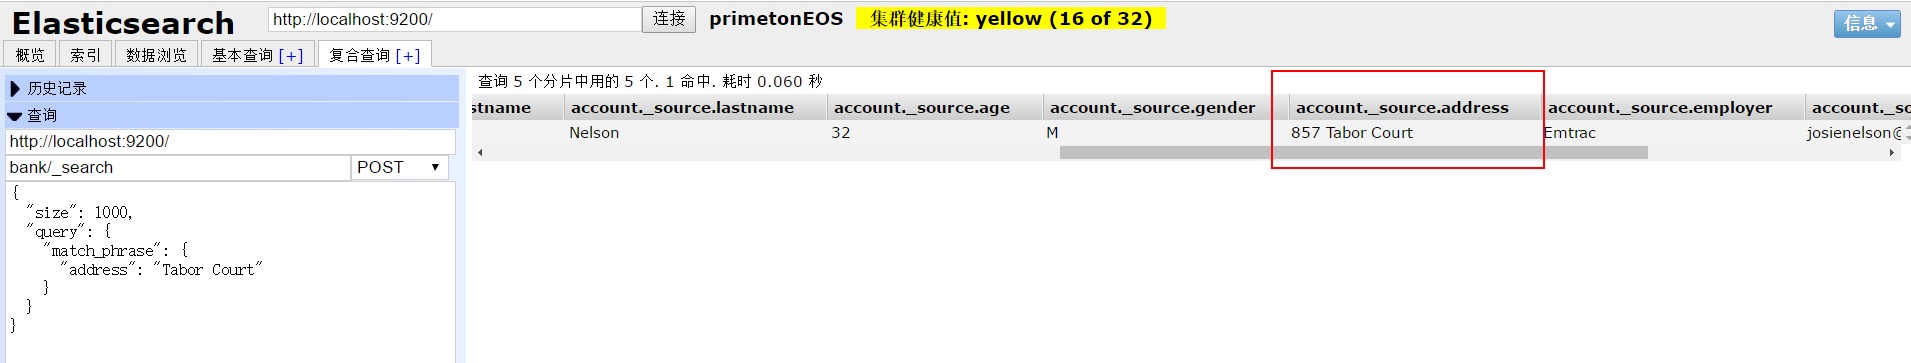 Elasticsearch http://localhost:9200/ 连接 primetonEOS 集群健康值: yellow (16 of 32) 信息
概览 索引 数据浏览 基本查询 [+] 复合查询 [+]
历史记录
查询
http://localhost:9200/
bank/_search POST
{
  "size": 1000,
  "query": {
    "match_phrase": {
      "address": "Tabor Court"
    }
  }
}
查询 5 个分片中用的 5 个. 1 命中. 耗时 0.060 秒
stname account._source.lastname account._source.age account._source.gender account._source.address account._source.employer account._so
Nelson 32 M 857 Tabor Court Emtrac josienelson@